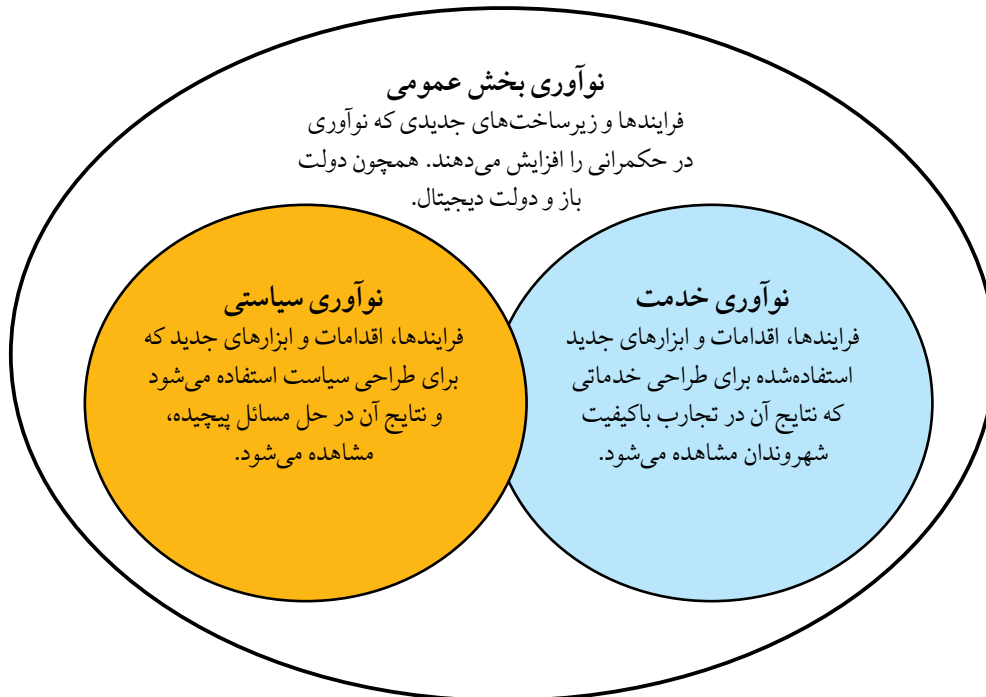 نوآوری بخش عمومی
فرایندها و زیرساخت‌های جدیدی که نوآوری
در حکمرانی را افزایش می‌دهند. همچون دولت
باز و دولت دیجیتال.
نوآوری خدمت
فرایندها، اقدامات و ابزارهای جدید
استفاده‌شده برای طراحی خدماتی
که نتایج آن در تجارب باکیفیت
شهروندان مشاهده می‌شود.
نوآوری سیاستی
فرایندها، اقدامات و ابزارهای جدید که
برای طراحی سیاست استفاده می‌شود
و نتایج آن در حل مسائل پیچیده،
مشاهده می‌شود.